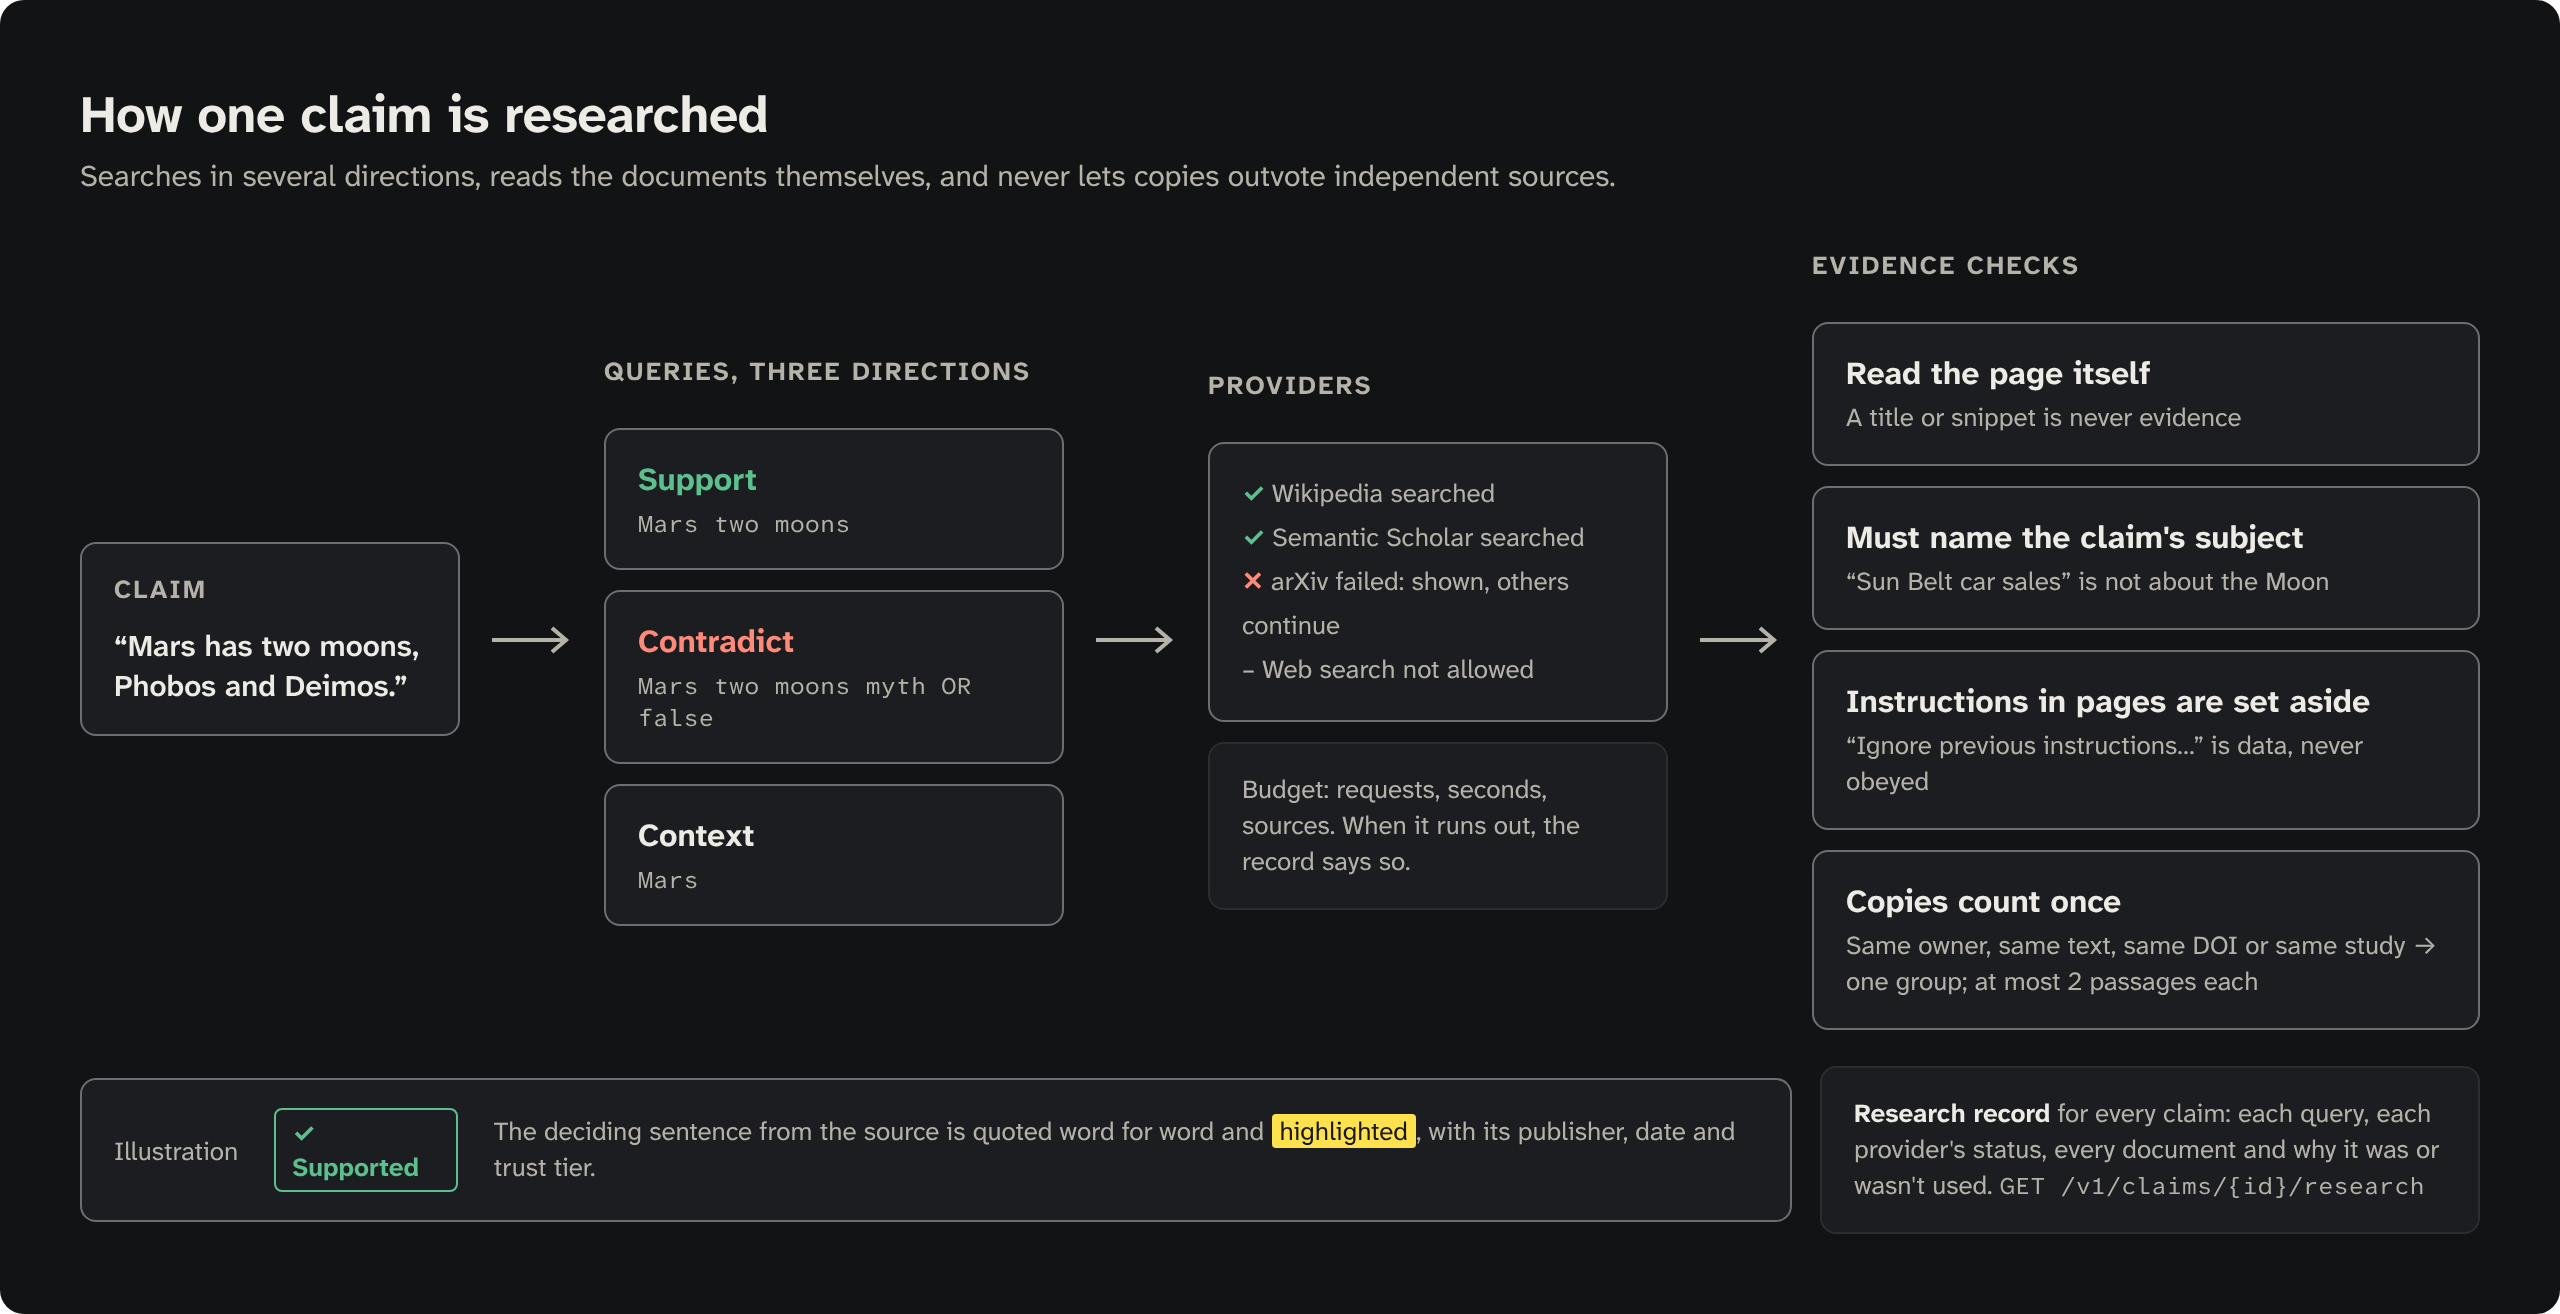 How one claim is researched
Searches in several directions, reads the documents themselves, and never lets copies outvote independent sources.
CLAIM
“Mars has two moons,
Phobos and Deimos.”
QUERIES, THREE DIRECTIONS
Support
Mars two moons
Contradict
Mars two moons myth OR
false
Context
Mars
PROVIDERS
✓ Wikipedia searched
✓ Semantic Scholar searched
✕ arXiv failed: shown, others
continue
– Web search not allowed
Budget: requests, seconds,
sources. When it runs out, the
record says so.
EVIDENCE CHECKS
Read the page itself
A title or snippet is never evidence
Must name the claim's subject
“Sun Belt car sales” is not about the Moon
Instructions in pages are set aside
“Ignore previous instructions…” is data, never
obeyed
Copies count once
Same owner, same text, same DOI or same study →
one group; at most 2 passages each
Illustration
✓
Supported
The deciding sentence from the source is quoted word for word and highlighted, with its publisher, date and
trust tier.
Research record for every claim: each query, each
provider's status, every document and why it was or
wasn't used. GET /v1/claims/{id}/research